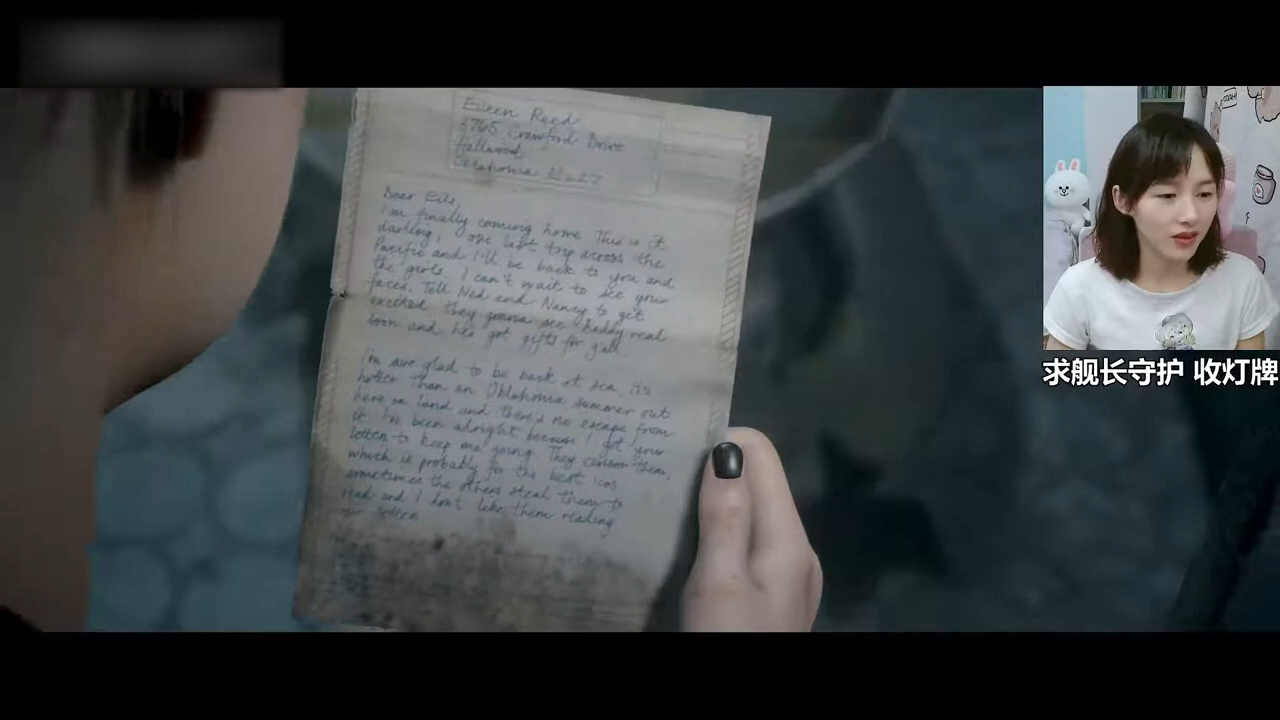 Eileen Reed
Crawford Drive
Oklahoma
Dear Eile,
I'm finally coming home. This is it
darling! One last trip across the
Pacific and I'll be back to you and
the girls. I can't wait to see your
faces. Tell Ned and Nancy to get
excited they gonna see Daddy real
soon and he's got gifts for y'all.
I'm awe glad to be back at sea, it's
hotter than an Oklahoma summer out
here on land and there's no escape from
it I've been alright because I got your
letters to keep me going. They censor them,
which is probably for the best 'cos
sometimes the others steal them to
read and I don't like them reading
our letters
求舰长守护 收灯牌